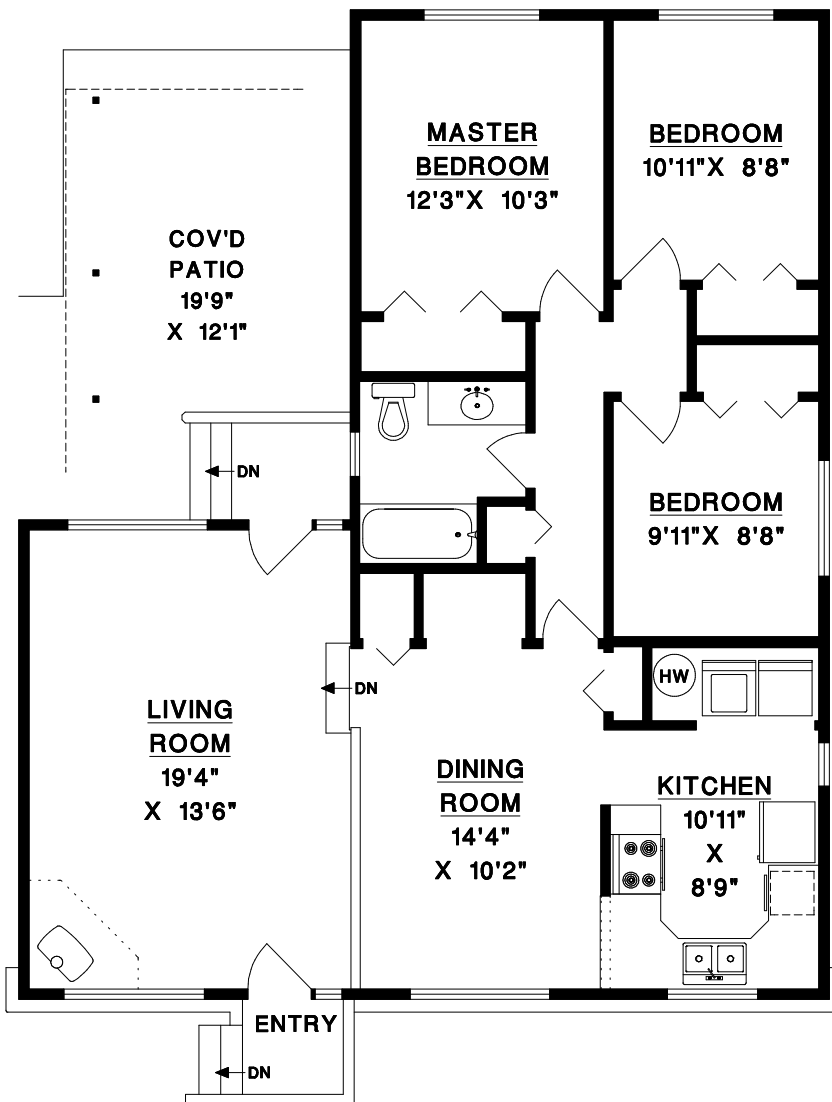 MASTER
BEDROOM
12'3"X 10'3"
BEDROOM
10'11"X 8'8"
COV'D
PATIO
19'9"
X 12'1"
DN
BEDROOM
9'11"X 8'8"
DN
HW
LIVING
ROOM
19'4"
X 13'6"
DINING
ROOM
14'4"
X 10'2"
KITCHEN
10'11"
X
8'9"
ENTRY
DN